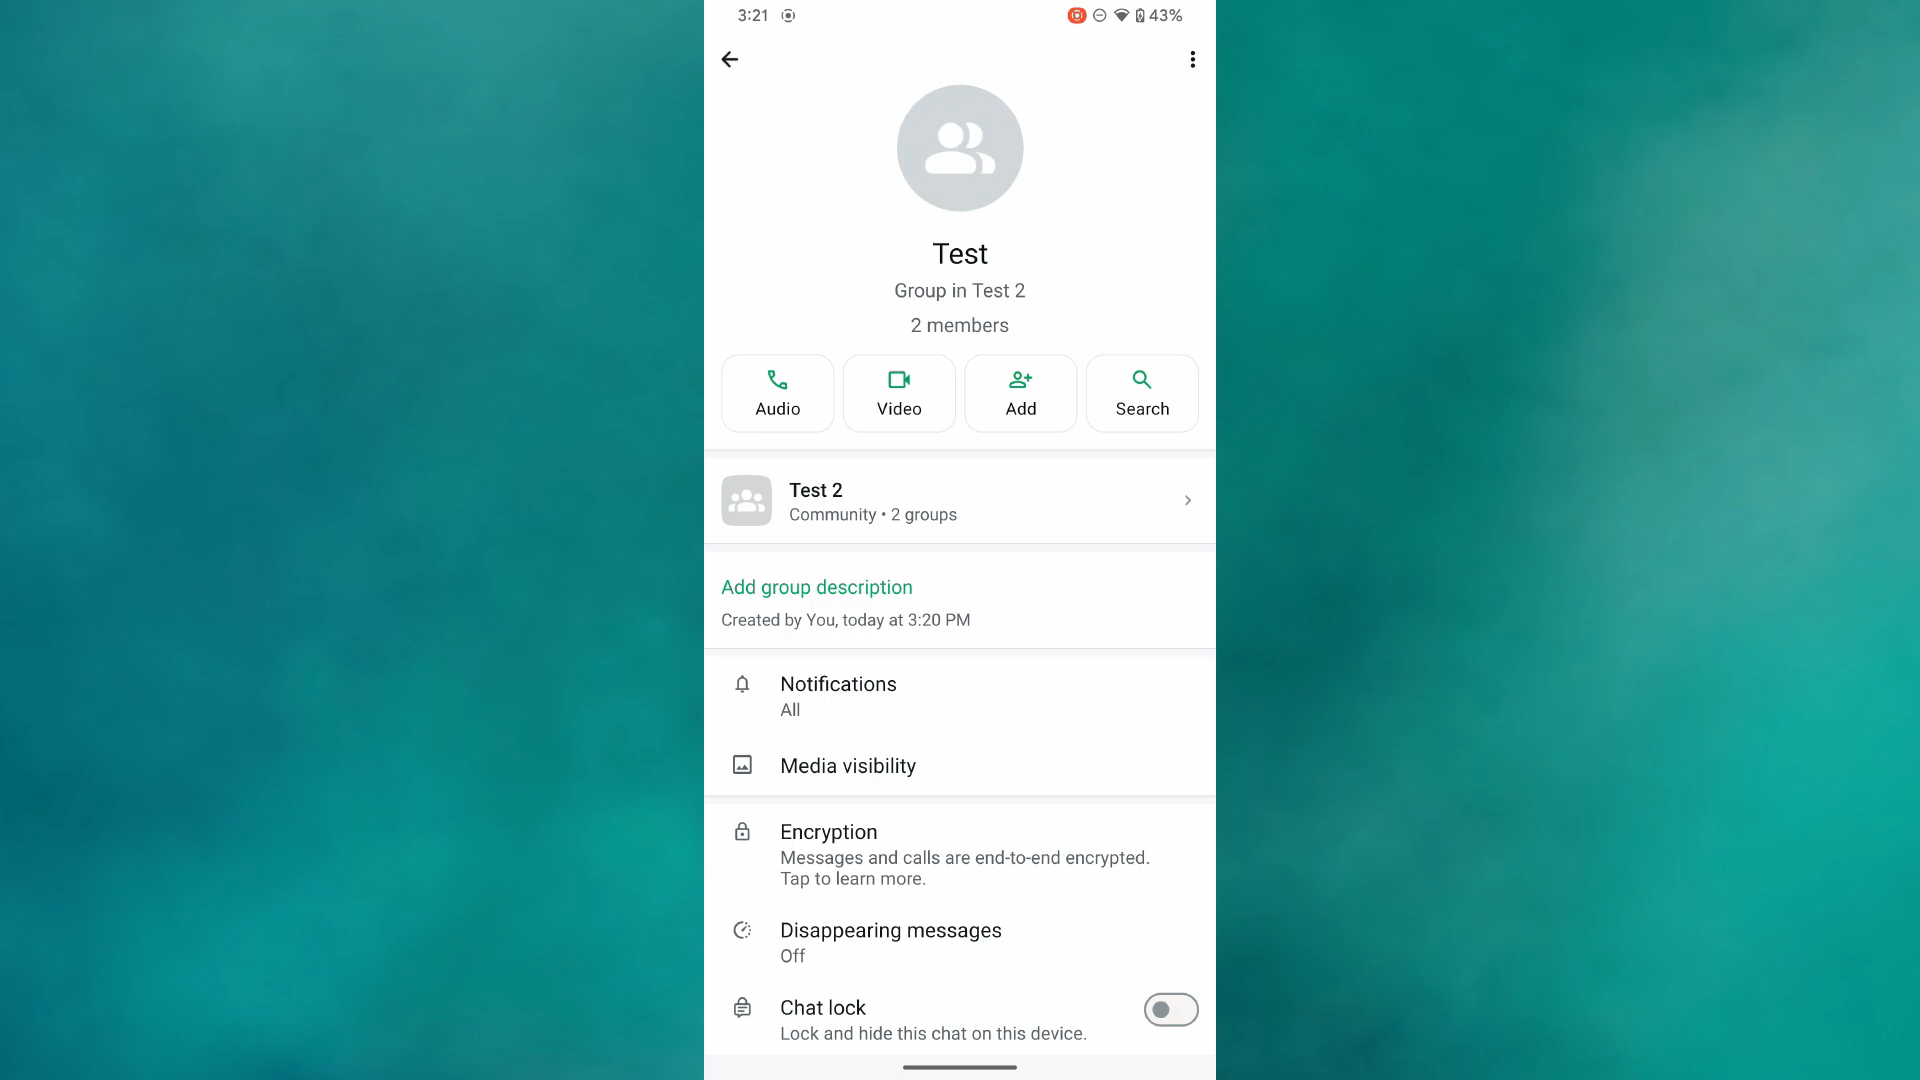 3:21
43%
Test
Group in Test 2
2 members
Audio
Video
Add
Search
Test 2
Community • 2 groups
Add group description
Created by You, today at 3:20 PM
Notifications
All
Media visibility
Encryption
Messages and calls are end-to-end encrypted.
Tap to learn more.
Disappearing messages
Off
Chat lock
Lock and hide this chat on this device.